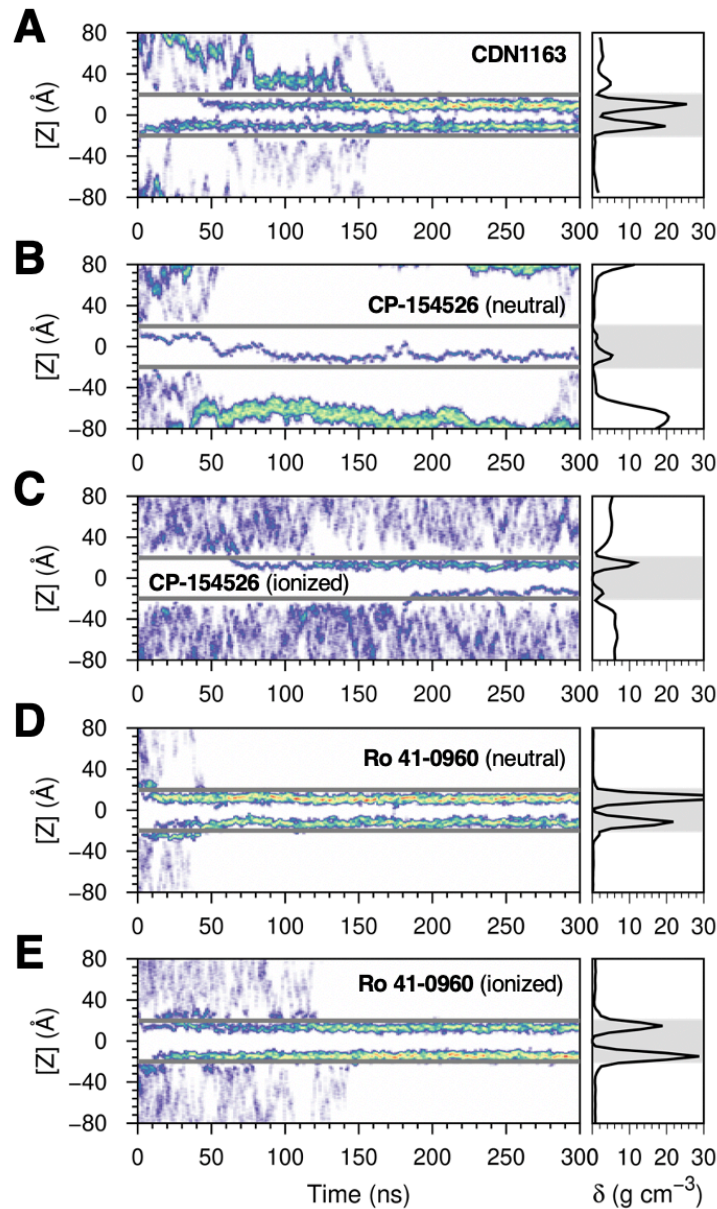 A
80
40
0
−40
−80
[Z] (Å)
CDN1163
0 50 100 150 200 250 300
0 10 20 30
B
80
40
0
−40
−80
[Z] (Å)
CP-154526 (neutral)
0 50 100 150 200 250 300
0 10 20 30
C
80
40
0
−40
−80
[Z] (Å)
CP-154526 (ionized)
0 50 100 150 200 250 300
0 10 20 30
D
80
40
0
−40
−80
[Z] (Å)
Ro 41-0960 (neutral)
0 50 100 150 200 250 300
0 10 20 30
E
80
40
0
−40
−80
[Z] (Å)
Ro 41-0960 (ionized)
0 50 100 150 200 250 300
0 10 20 30
Time (ns)
δ (g cm−3)